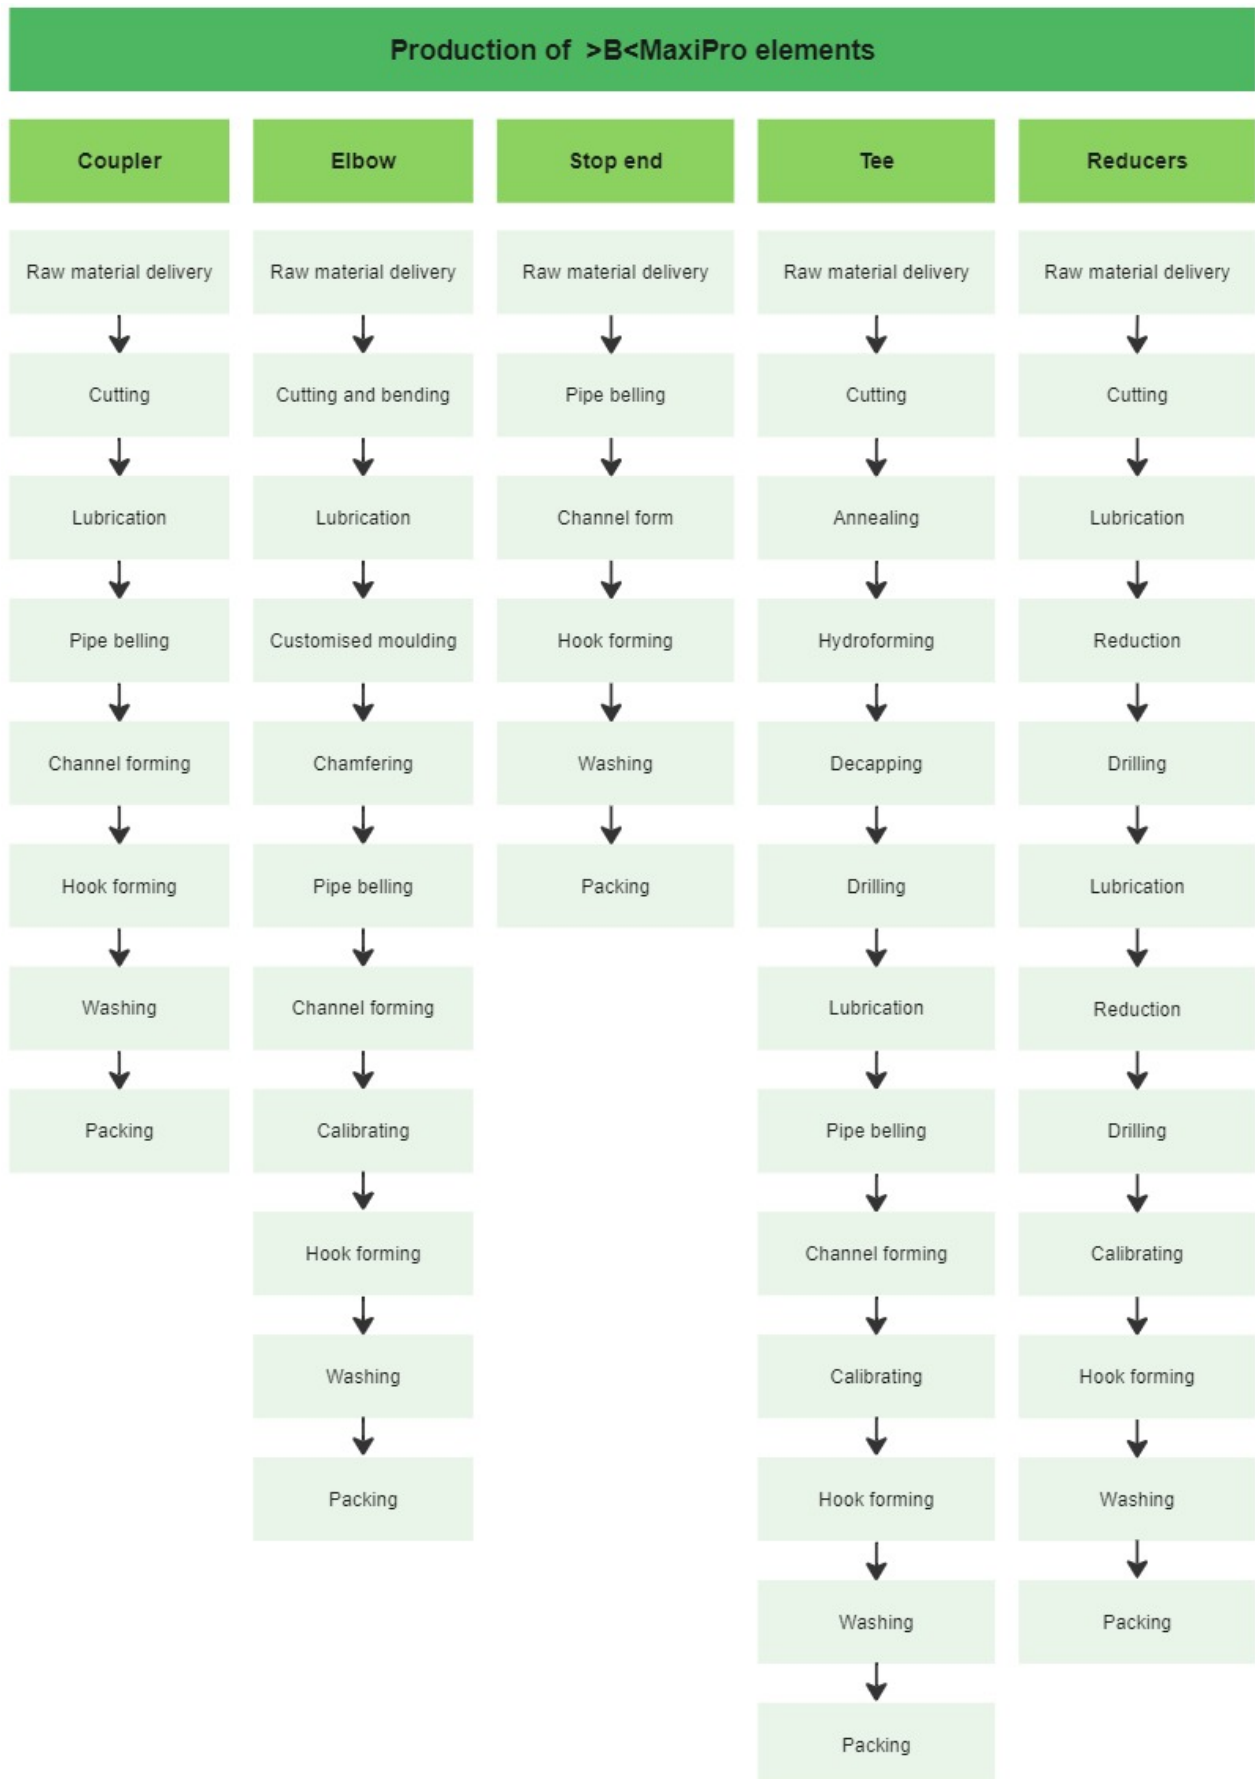 Production of >B<MaxiPro elements
Coupler
Elbow
Stop end
Tee
Reducers
Raw material delivery
Cutting
Lubrication
Pipe belling
Channel forming
Hook forming
Washing
Packing
Raw material delivery
Cutting and bending
Lubrication
Customised moulding
Chamfering
Pipe belling
Channel forming
Calibrating
Hook forming
Washing
Packing
Raw material delivery
Pipe belling
Channel form
Hook forming
Washing
Packing
Raw material delivery
Cutting
Annealing
Hydroforming
Decapping
Drilling
Lubrication
Pipe belling
Channel forming
Calibrating
Hook forming
Washing
Packing
Raw material delivery
Cutting
Lubrication
Reduction
Drilling
Lubrication
Reduction
Drilling
Calibrating
Hook forming
Washing
Packing